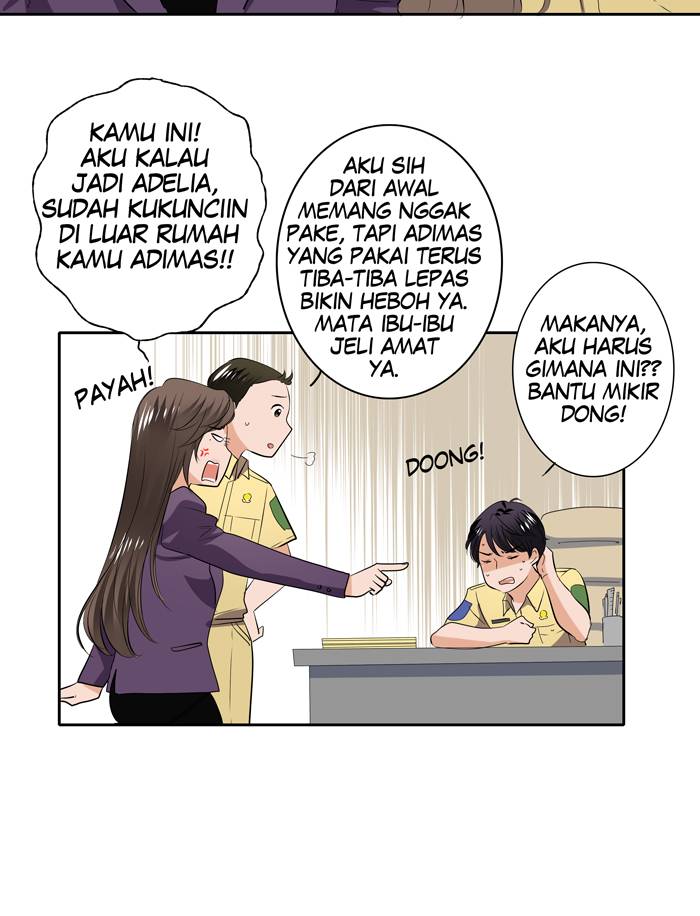 KAMU INI!
AKU KALAU
JADI ADELIA,
SUDAH KUKUNCIIN
DI LUAR RUMAH
KAMU ADIMAS!!
AKU SIH
DARI AWAL
MEMANG NGGAK
PAKE, TAPI ADIMAS
YANG PAKAI TERUS
TIBA-TIBA LEPAS
BIKIN HEBOH YA.
MATA IBU-IBU
JELI AMAT
YA.
MAKANYA,
AKU HARUS
GIMANA INI??
BANTU MIKIR
DONG!
PAYAH!
DOONG!